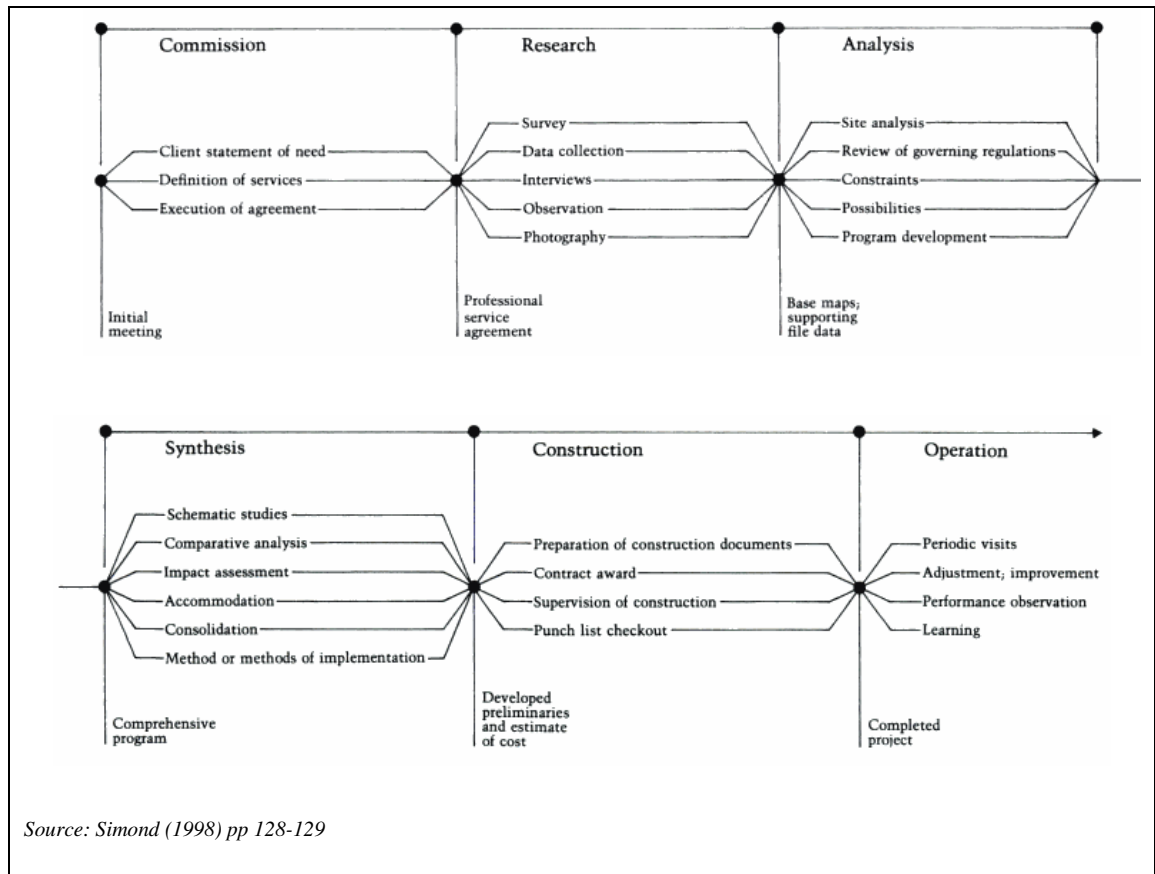 Commission
Research
Analysis
Client statement of need
Definition of services
Execution of agreement
Survey
Data collection
Interviews
Observation
Photography
Site analysis
Review of governing regulations
Constraints
Possibilities
Program development
Initial
meeting
Professional
service
agreement
Base maps;
supporting
file data
Synthesis
Construction
Operation
Schematic studies
Comparative analysis
Impact assessment
Accommodation
Consolidation
Method or methods of implementation
Preparation of construction documents
Contract award
Supervision of construction
Punch list checkout
Periodic visits
Adjustment; improvement
Performance observation
Learning
Comprehensive
program
Developed
preliminaries
and estimate
of cost
Completed
project
Source: Simond (1998) pp 128-129